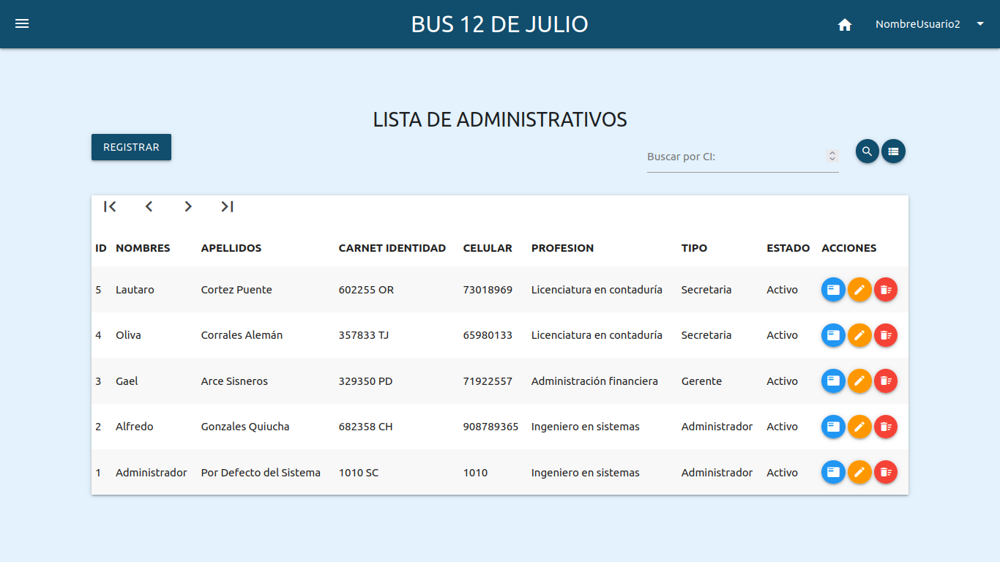 BUS 12 DE JULIO
NombreUsuario2
LISTA DE ADMINISTRATIVOS
REGISTRAR
Buscar por CI:
ID NOMBRES APELLIDOS CARNET IDENTIDAD CELULAR PROFESION TIPO ESTADO ACCIONES
5 Lautaro Cortez Puente 602255 OR 73018969 Licenciatura en contaduría Secretaria Activo
4 Oliva Corrales Alemán 357833 TJ 65980133 Licenciatura en contaduría Secretaria Activo
3 Gael Arce Sisneros 329350 PD 71922557 Administración financiera Gerente Activo
2 Alfredo Gonzales Quiucha 682358 CH 908789365 Ingeniero en sistemas Administrador Activo
1 Administrador Por Defecto del Sistema 1010 SC 1010 Ingeniero en sistemas Administrador Activo